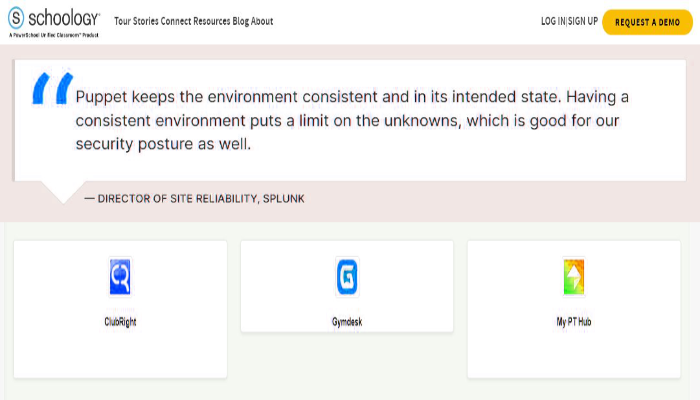 schoology®
A PowerSchool Unified Classroom™ Product
Tour Stories Connect Resources Blog About
LOG IN|SIGN UP
REQUEST A DEMO
“
Puppet keeps the environment consistent and in its intended state. Having a
consistent environment puts a limit on the unknowns, which is good for our
security posture as well.
— DIRECTOR OF SITE RELIABILITY, SPLUNK
ClubRight
Gymdesk
My PT Hub